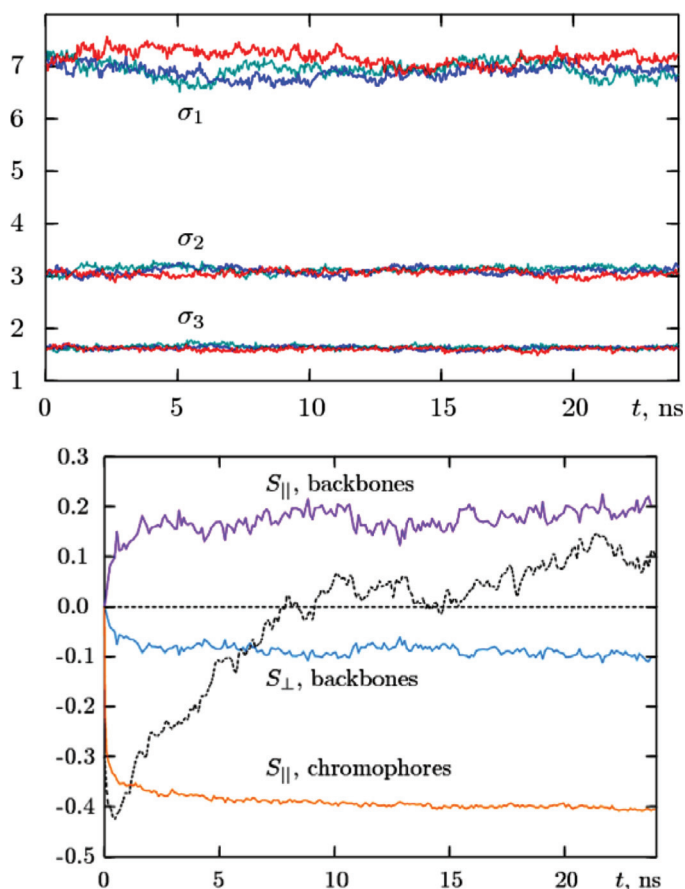 7
6
σ₁
5
4
σ₂
3
σ₃
2
1
0 5 10 15 20 t, ns
0.3
S||, backbones
0.2
0.1
0.0
-0.1
S⊥, backbones
-0.2
-0.3
S||, chromophores
-0.4
-0.5
0 5 10 15 20 t, ns